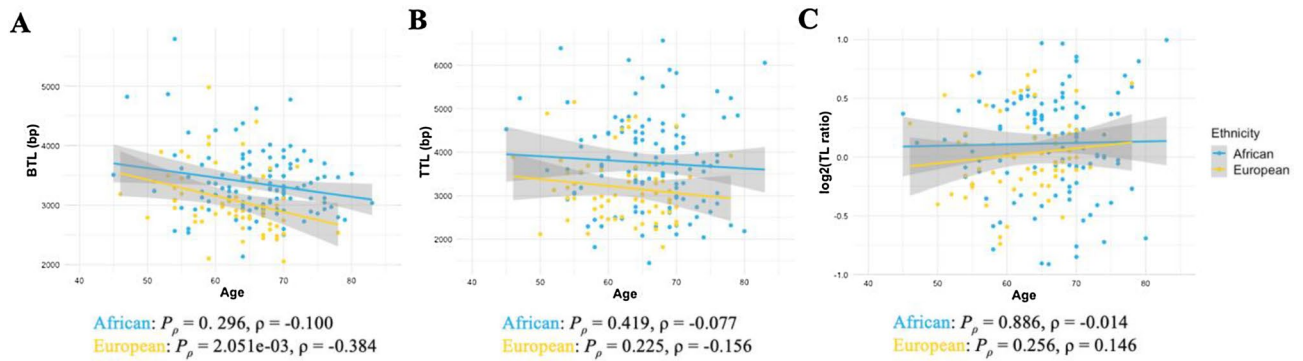 A
BTL (bp)
5000
4000
3000
2000
40 50 60 70 80
Age
African: Pρ = 0. 296, ρ = -0.100
European: Pρ = 2.051e-03, ρ = -0.384
B
TTL (bp)
6000
4000
3000
2000
40 50 60 70 80
Age
African: Pρ = 0.419, ρ = -0.077
European: Pρ = 0.225, ρ = -0.156
C
log2(TL ratio)
1.0
0.5
0.0
-0.5
-1.0
40 50 60 70 80
Age
African: Pρ = 0.886, ρ = -0.014
European: Pρ = 0.256, ρ = 0.146
Ethnicity
African
European